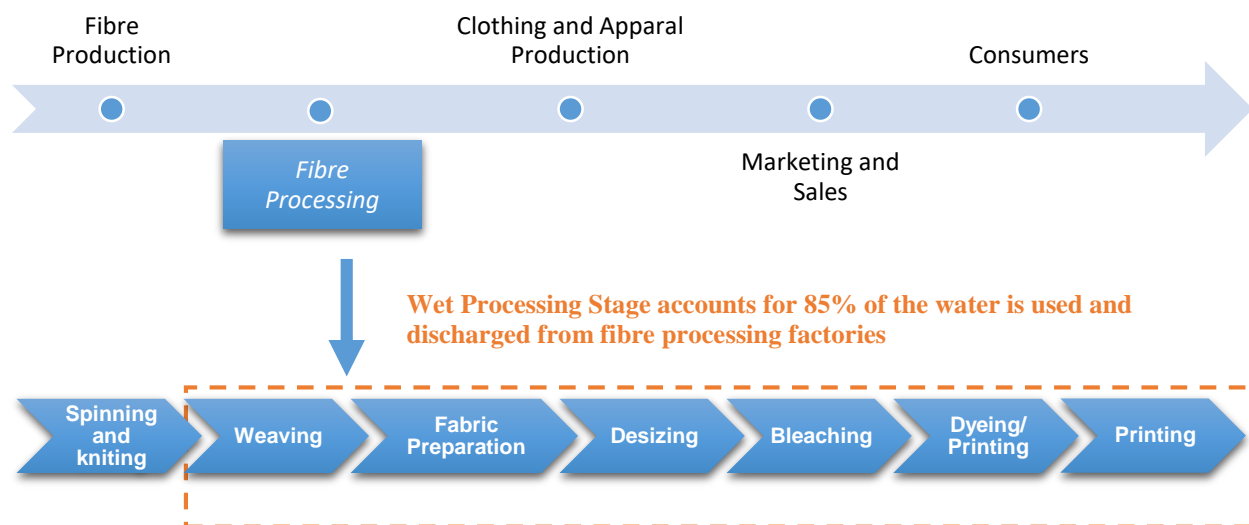 Fibre
Production
Clothing and Apparal
Production
Consumers
Fibre
Processing
Marketing and
Sales
Wet Processing Stage accounts for 85% of the water is used and
discharged from fibre processing factories
Spinning
and
kniting
Weaving
Fabric
Preparation
Desizing
Bleaching
Dyeing/
Printing
Printing